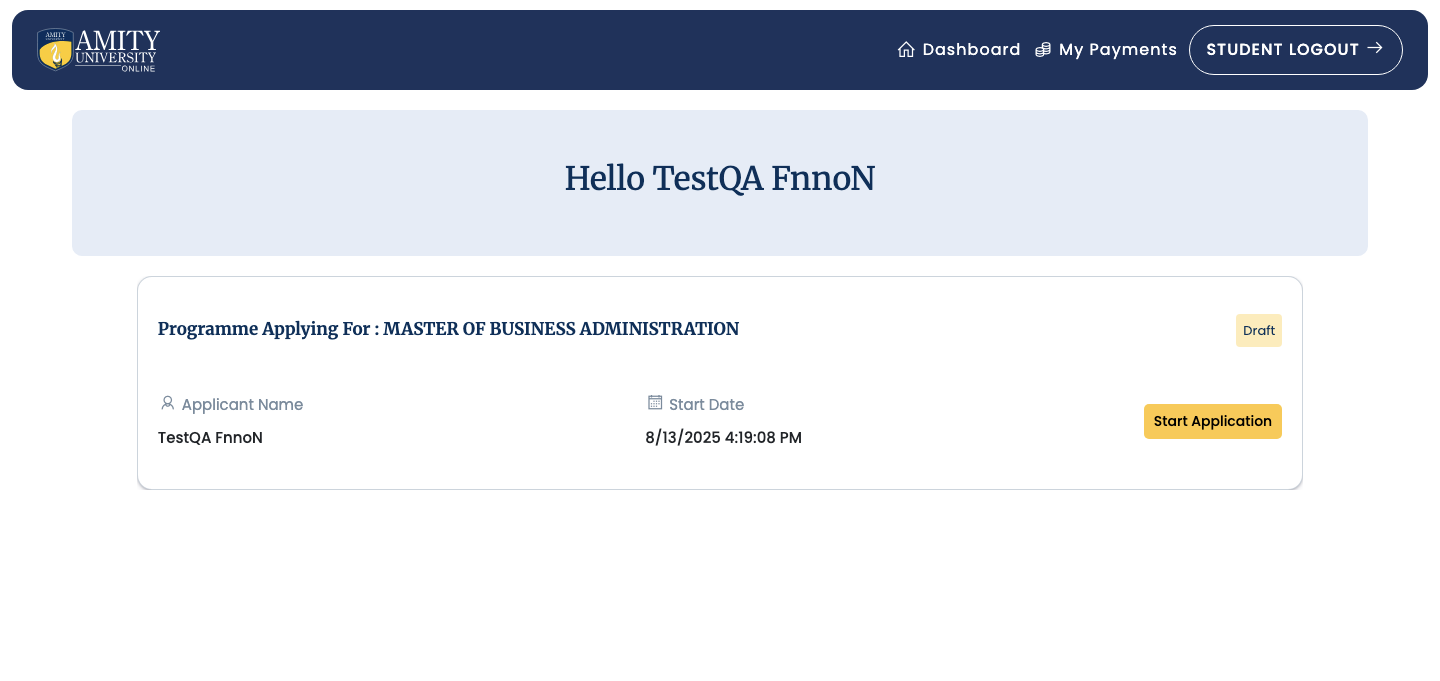 AMITY
AMITY
UNIVERSITY
ONLINE
Dashboard
My Payments
STUDENT LOGOUT
Hello TestQA FnnoN
Programme Applying For : MASTER OF BUSINESS ADMINISTRATION
Draft
Applicant Name
Start Date
TestQA FnnoN
8/13/2025 4:19:08 PM
Start Application